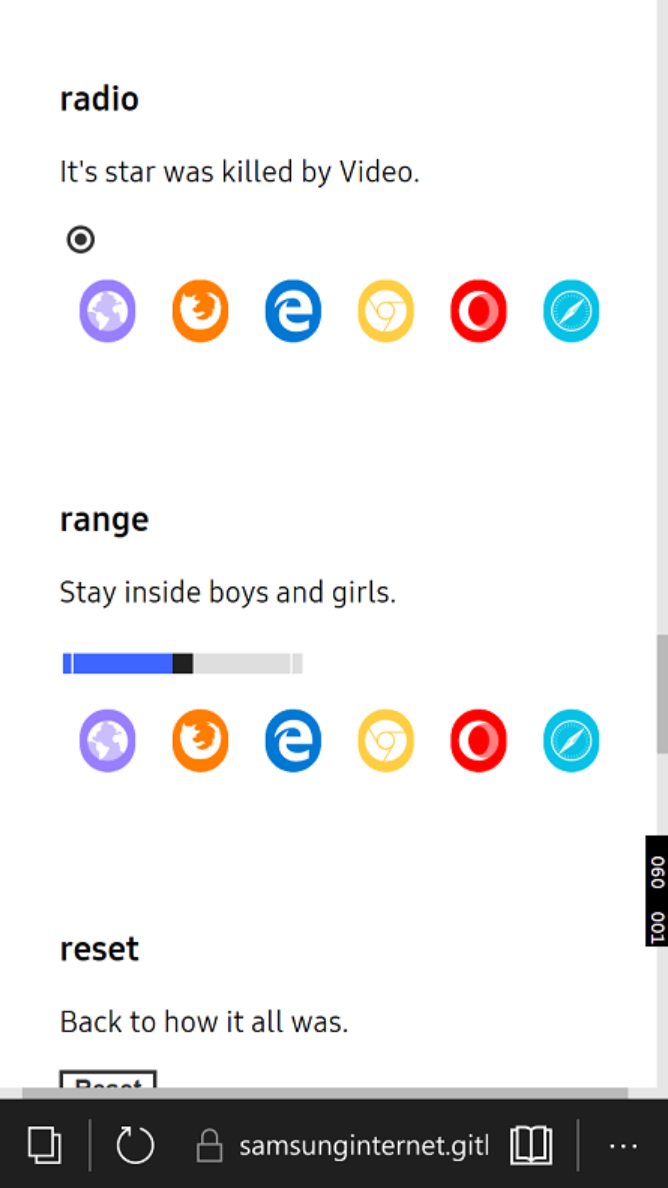 radio
It's star was killed by Video.
range
Stay inside boys and girls.
060 001
reset
Back to how it all was.
Reset
samsunginternet.gitl